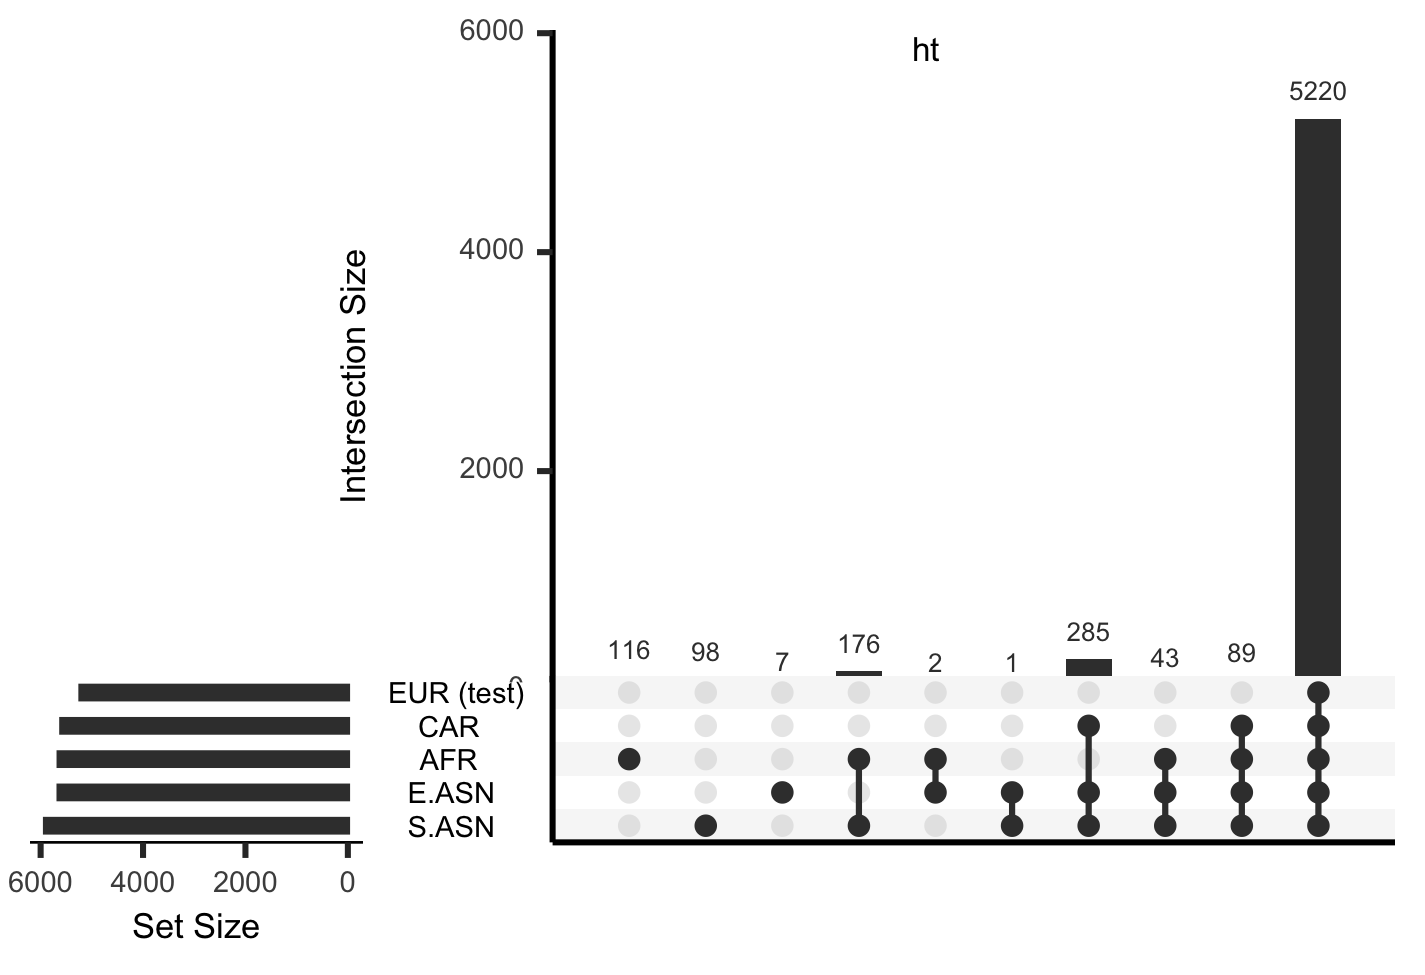 ht
6000
4000
2000
0
Intersection Size
5220
116 98 7 176 2 1 285 43 89
EUR (test)
CAR
AFR
E.ASN
S.ASN
6000 4000 2000 0
Set Size